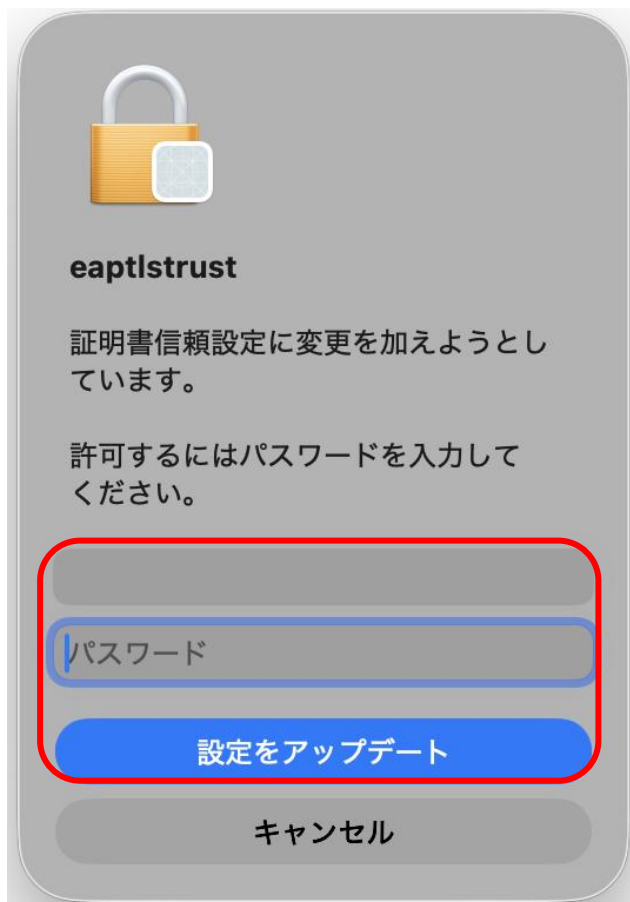 eaptlstrust
証明書信頼設定に変更を加えようとし
ています。
許可するにはパスワードを入力して
ください。
パスワード
設定をアップデート
キャンセル